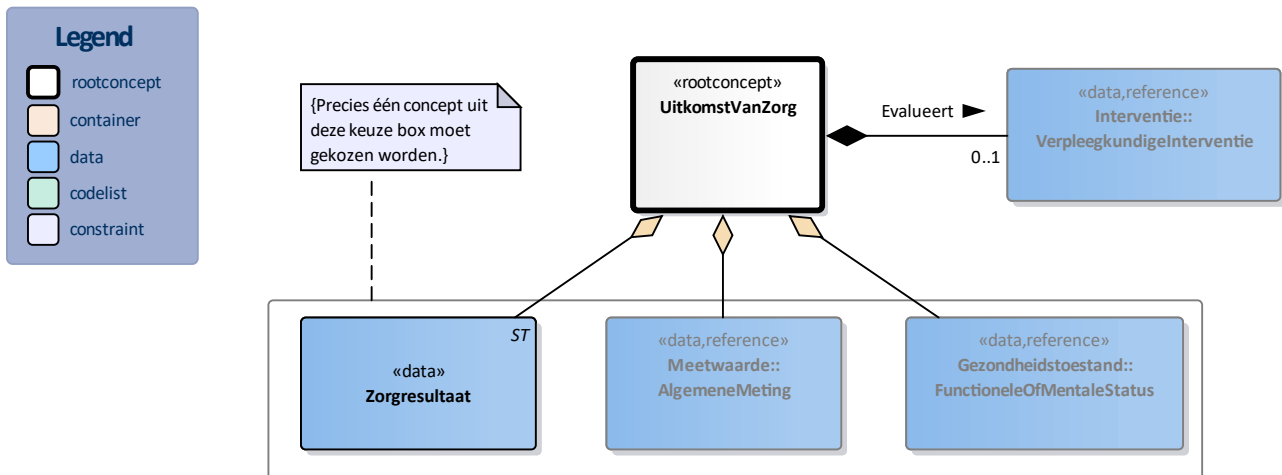 Legend
rootconcept
container
data
codelist
constraint
{Precies één concept uit
deze keuze box moet
gekozen worden.}
«rootconcept»
UitkomstVanZorg
Evalueert
0..1
«data,reference»
Interventie::
VerpleegkundigeInterventie
ST
«data»
Zorgresultaat
«data,reference»
Meetwaarde::
AlgemeneMeting
«data,reference»
Gezondheidstoestand::
FunctioneleOfMentaleStatus